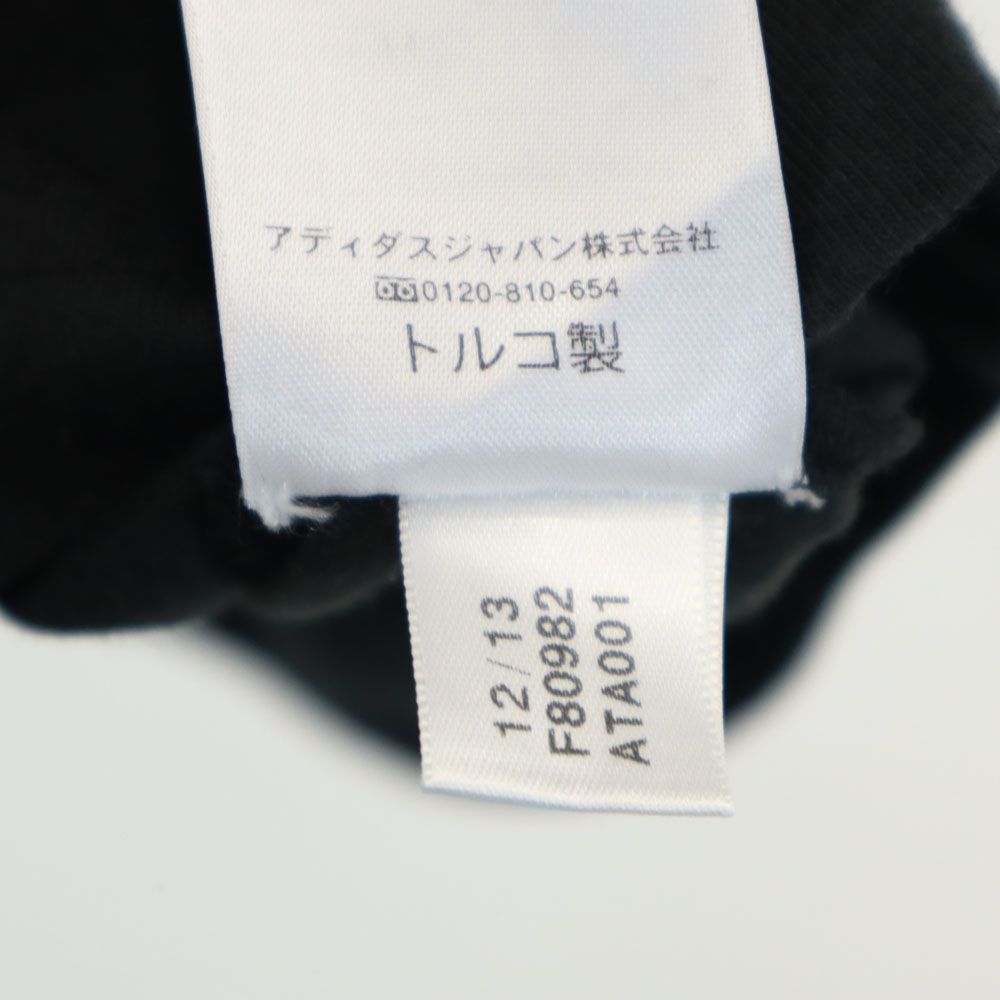 アディダスジャパン株式会社
0120-810-654
トルコ製
12/13
F80982
ATA001